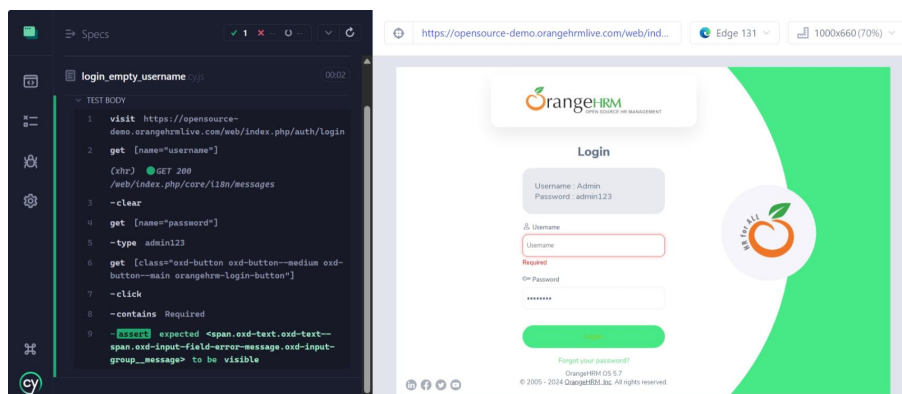 Specs
✓ 1
✕ --
--
https://opensource-demo.orangehrmlive.com/web/ind...
Edge 131
1000x660 (70%)
login_empty_username.cy.js
00:02
TEST BODY
1 visit https://opensource-
demo.orangehrmlive.com/web/index.php/auth/login
2 get [name="username"]
(xhr) GET 200
/web/index.php/core/i18n/messages
3 -clear
4 get [name="password"]
5 -type admin123
6 get [class="oxd-button oxd-button--medium oxd-
button--main orangehrm-login-button"]
7 -click
8 -contains Required
9 -assert expected <span.oxd-text.oxd-text--
span.oxd-input-field-error-message.oxd-input-
group__message> to be visible
cy
OrangeHRM
OPEN SOURCE HR MANAGEMENT
Login
Username : Admin
Password : admin123
Username
Username
Required
Password
••••••••
Forgot your password?
OrangeHRM OS 5.7
© 2005 - 2024 OrangeHRM, Inc. All rights reserved.
HR for ALL